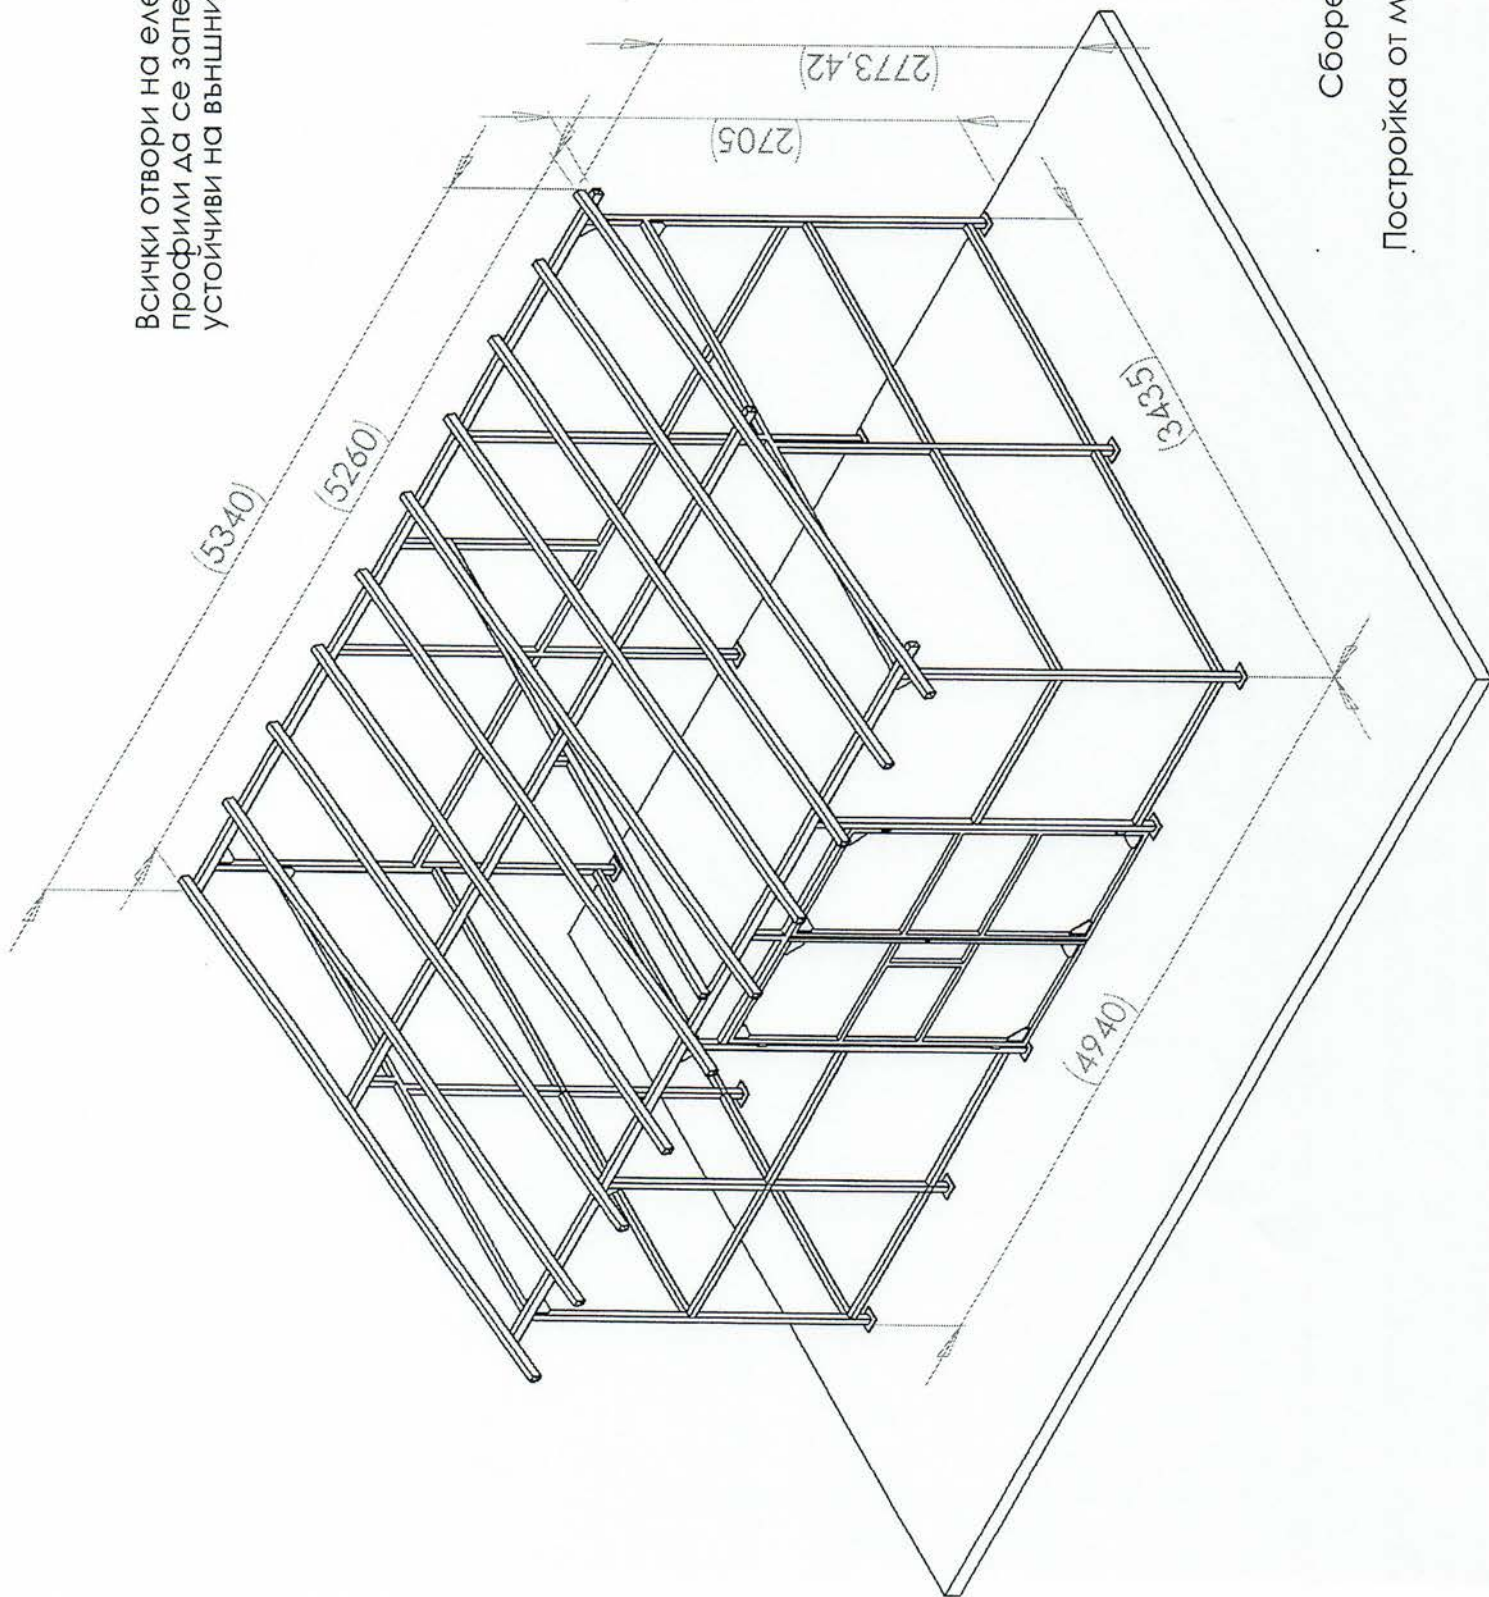 Всички отвори на еле
профили да се запе
устойчиви на външни
(5340)
(5260)
(2773,42)
(2705)
(3435)
(4940)
Сборе
Постройка от м